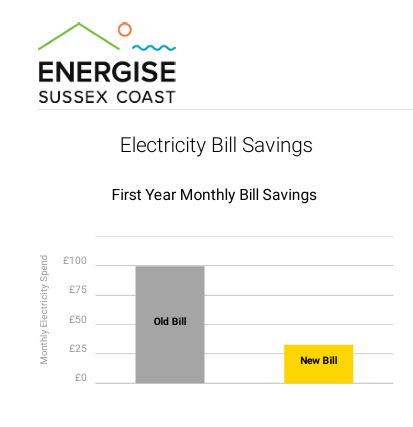 ENERGISE
SUSSEX COAST
Electricity Bill Savings
First Year Monthly Bill Savings
Monthly Electricity Spend
£100
£75
£50
£25
£0
Old Bill
New Bill